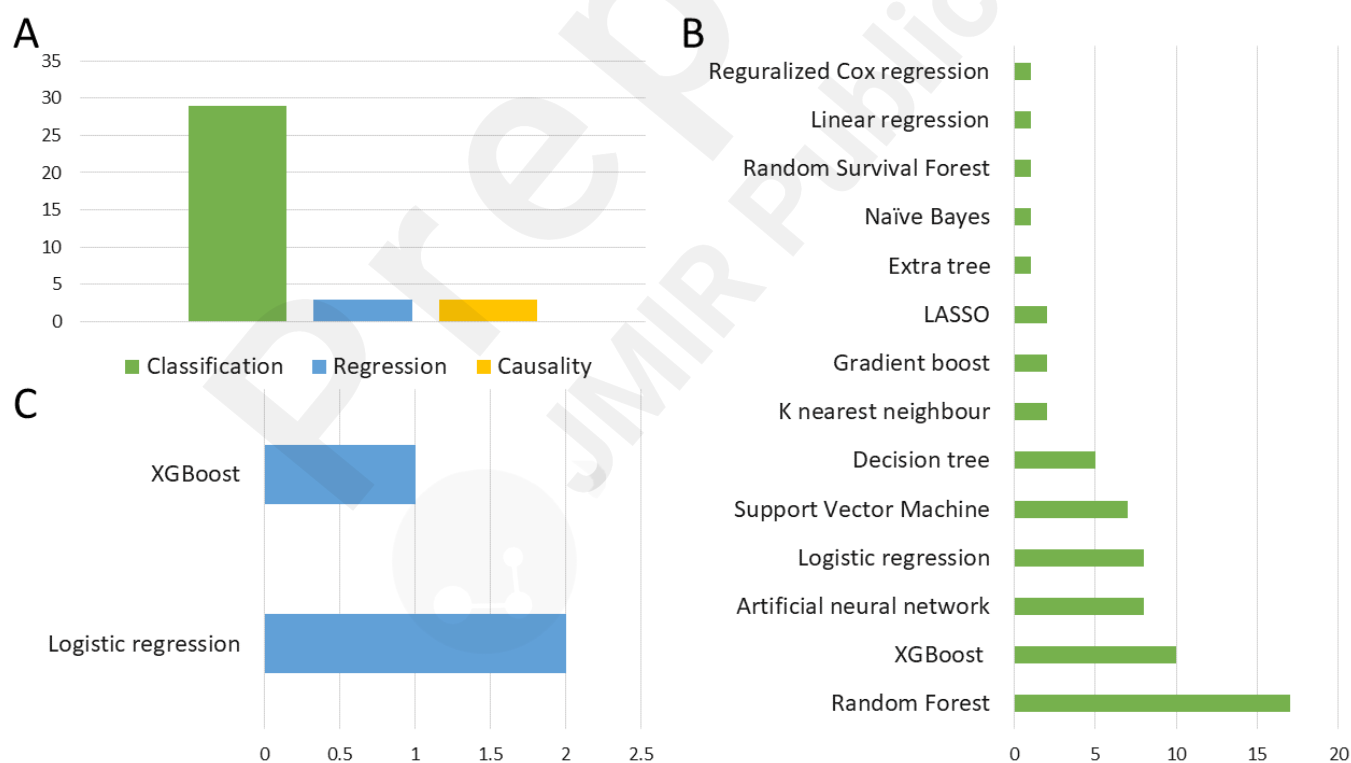 A
35
30
25
20
15
10
5
0
Classification Regression Causality
B
Reguralized Cox regression
Linear regression
Random Survival Forest
Naïve Bayes
Extra tree
LASSO
Gradient boost
K nearest neighbour
Decision tree
Support Vector Machine
Logistic regression
Artificial neural network
XGBoost
Random Forest
0 5 10 15 20
C
XGBoost
Logistic regression
0 0.5 1 1.5 2 2.5
Prep
JMIR Public